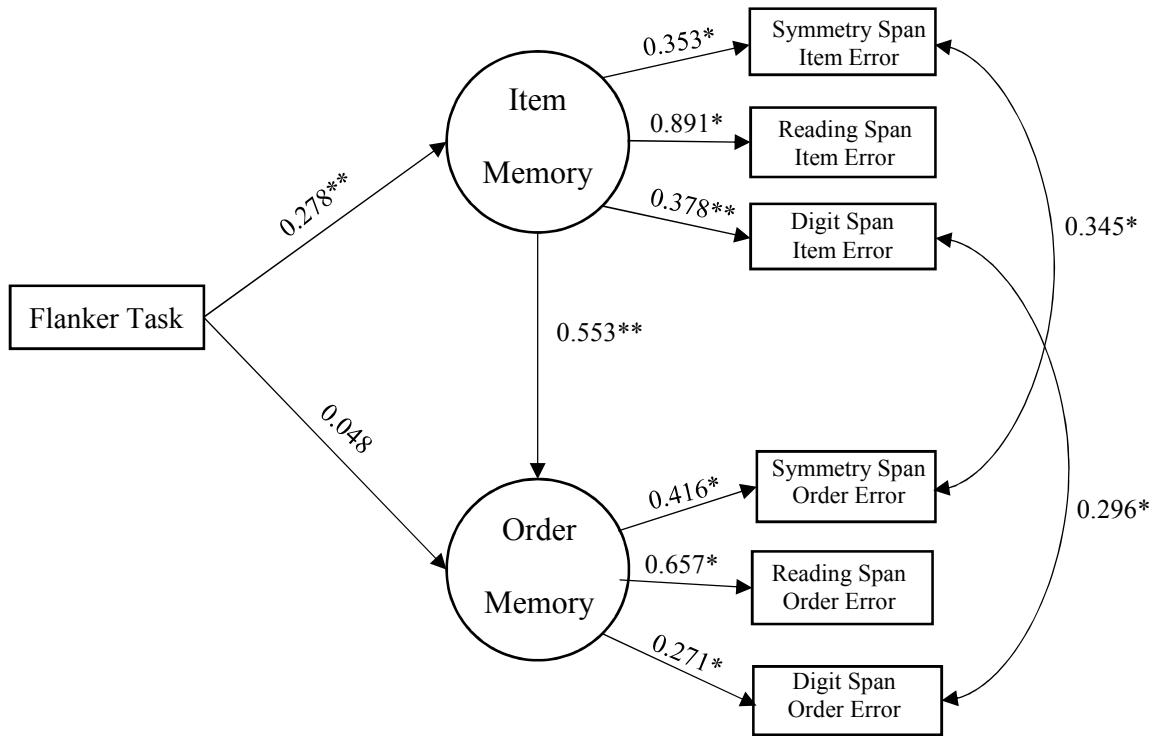 Symmetry Span
Item Error
0.353*
Item
Memory
0.891*
Reading Span
Item Error
0.378**
Digit Span
Item Error
0.345*
0.278**
Flanker Task
0.553**
0.048
Symmetry Span
Order Error
0.416*
0.296*
Order
Memory
0.657*
Reading Span
Order Error
0.271*
Digit Span
Order Error